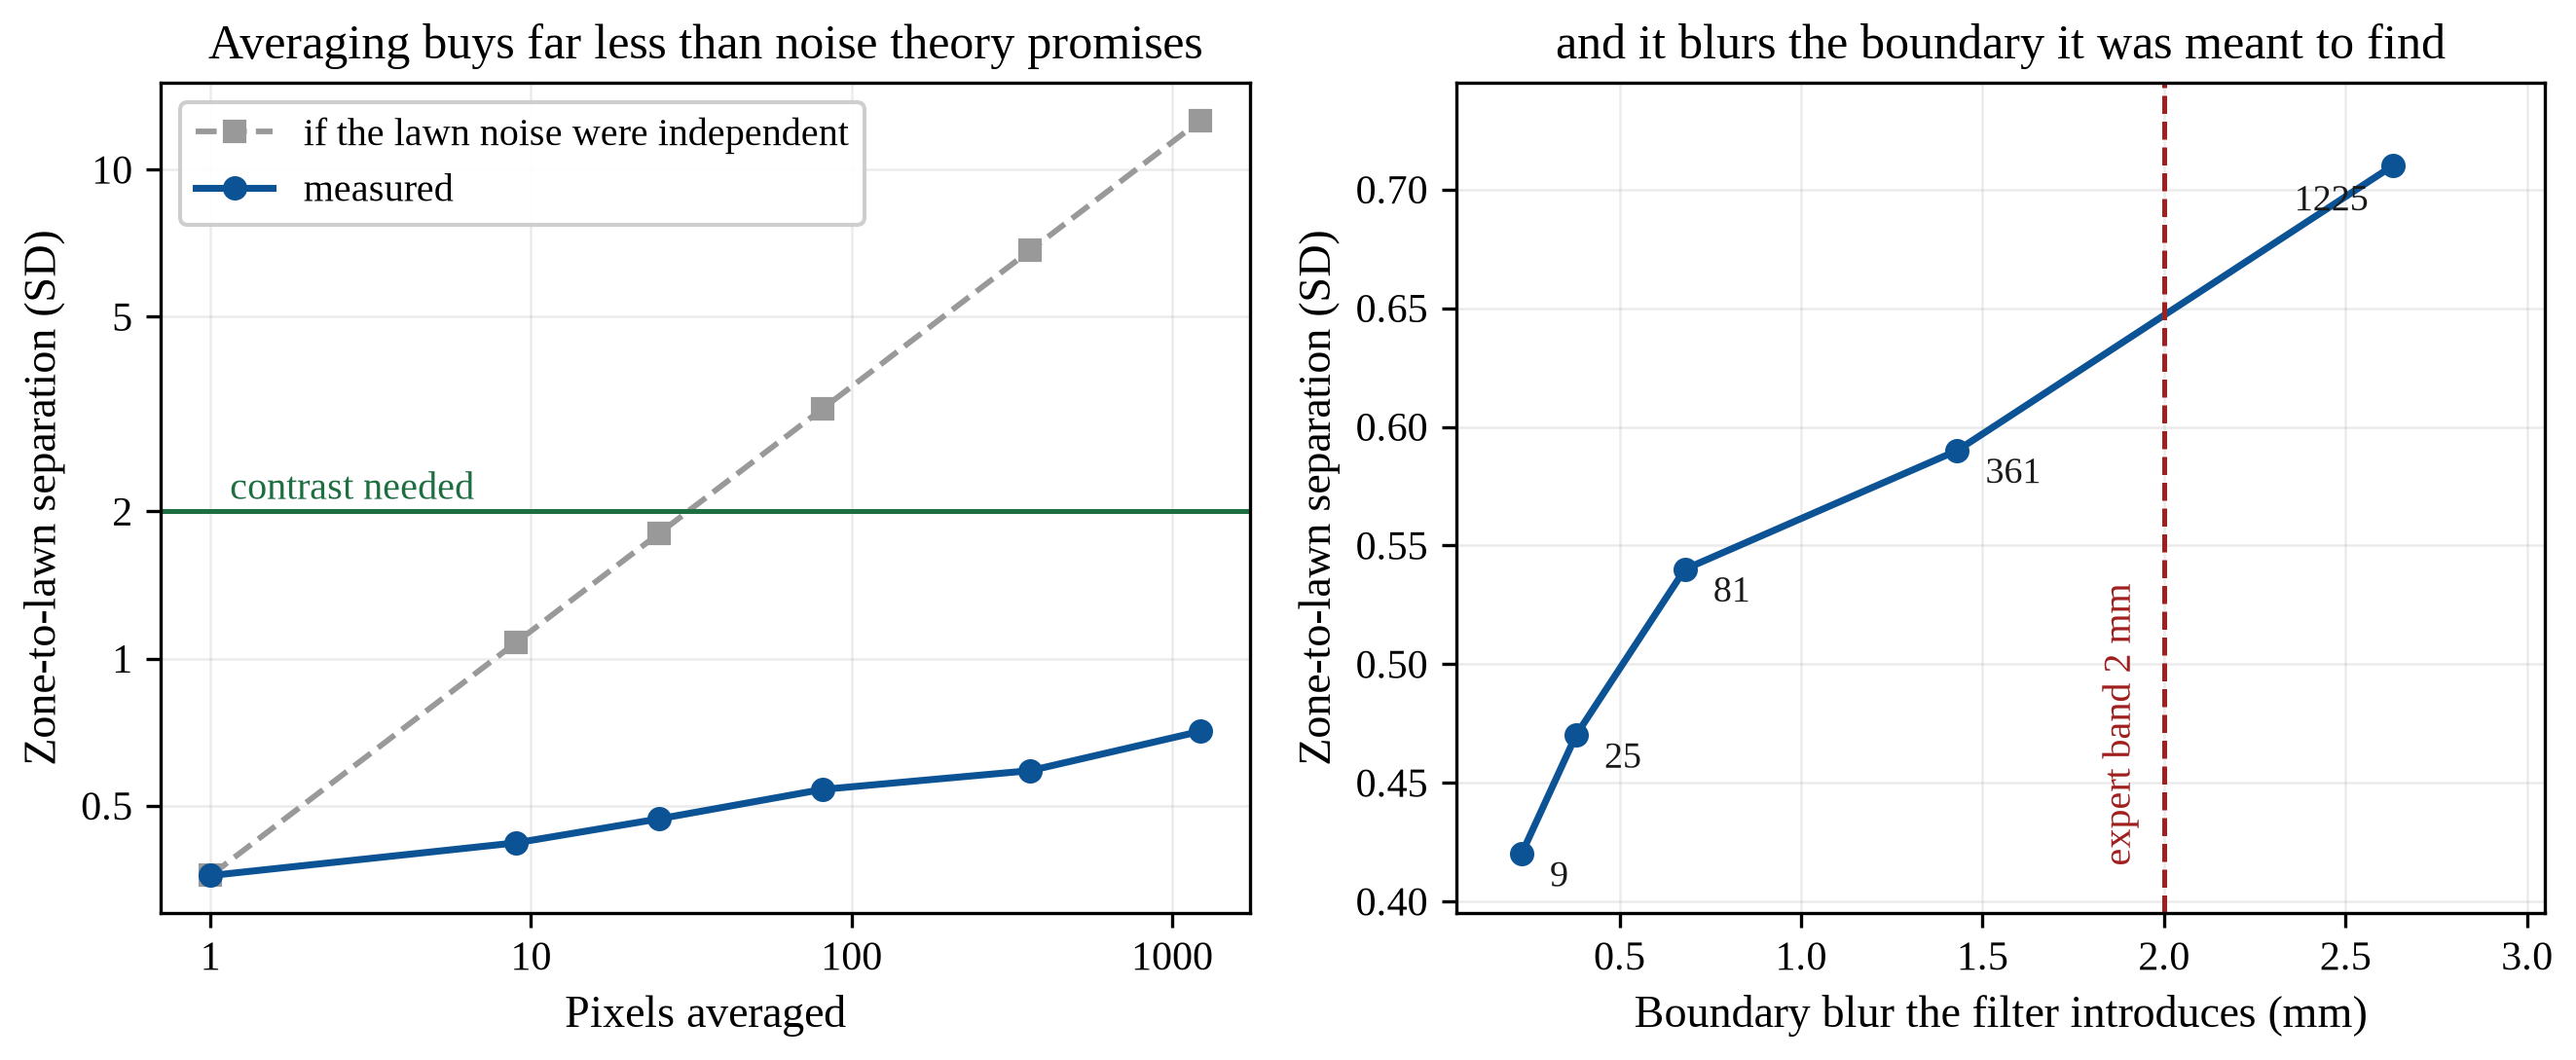 Averaging buys far less than noise theory promises
if the lawn noise were independent
measured
contrast needed
Zone-to-lawn separation (SD)
10
5
2
1
0.5
1
10
100
1000
Pixels averaged
and it blurs the boundary it was meant to find
Zone-to-lawn separation (SD)
0.70
0.65
0.60
0.55
0.50
0.45
0.40
1225
361
81
25
9
expert band 2 mm
0.5
1.0
1.5
2.0
2.5
3.0
Boundary blur the filter introduces (mm)